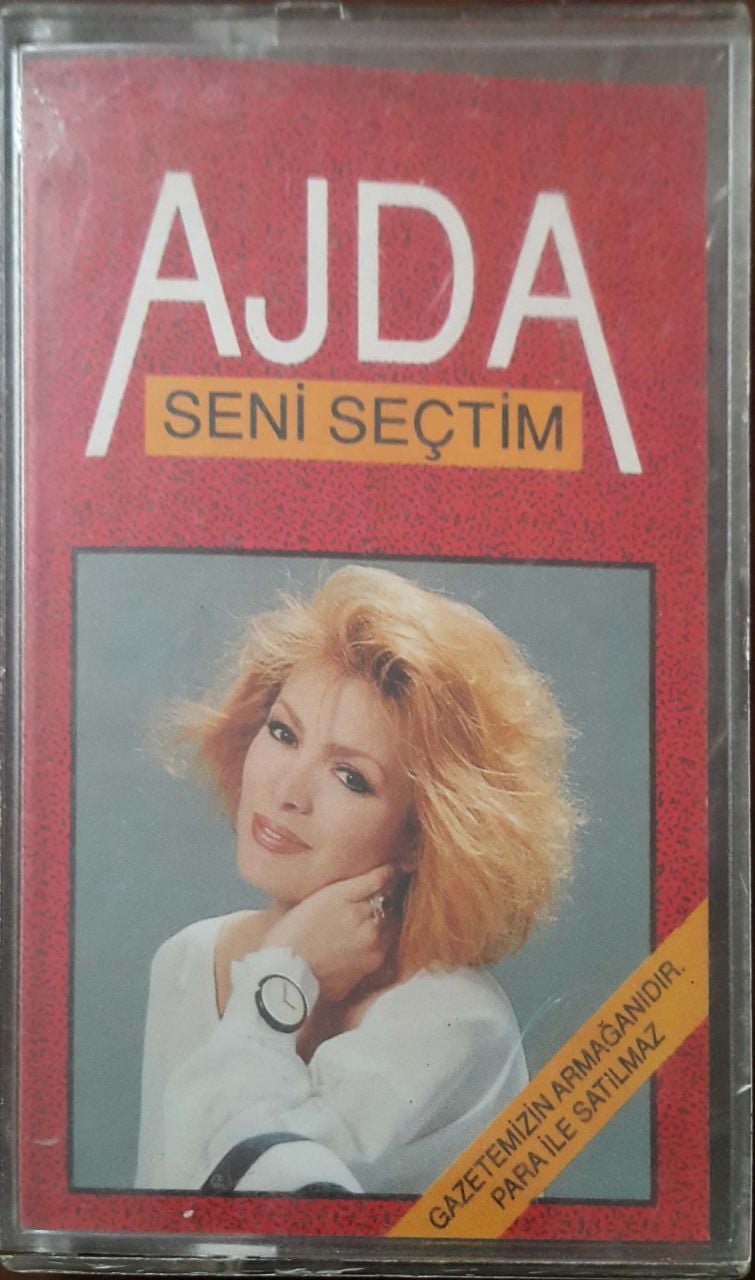 AJDA
SENİ SEÇTİM
GAZETEMİZİN ARMAĞANIDIR.
PARA İLE SATILMAZ